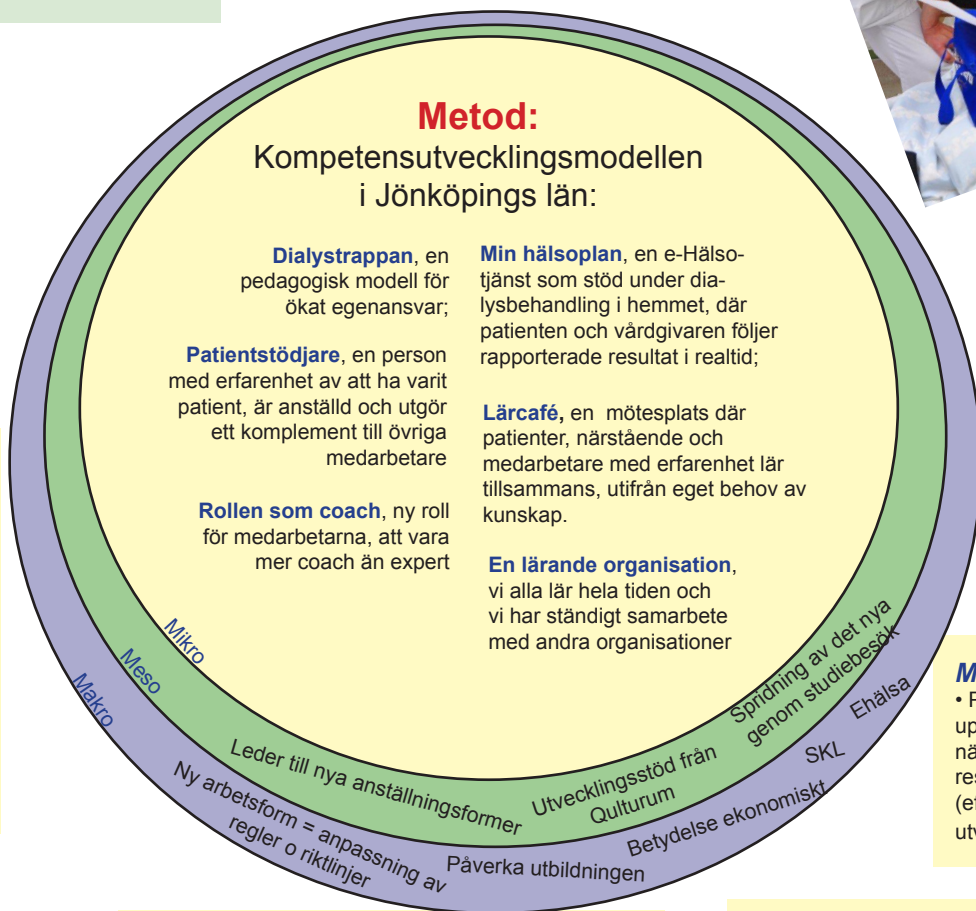 Metod:
Kompetensutvecklingsmodellen
i Jönköpings län:
Dialystrappan, en
pedagogisk modell för
ökat egenansvar;
Patientstödjare, en person
med erfarenhet av att ha varit
patient, är anställd och utgör
ett komplement till övriga
medarbetare
Rollen som coach, ny roll
för medarbetarna, att vara
mer coach än expert
Min hälsoplan, en e-Hälso-
tjänst som stöd under dia-
lysbehandling i hemmet, där
patienten och vårdgivaren följer
rapporterade resultat i realtid;
Lärcafé, en mötesplats där
patienter, närstående och
medarbetare med erfarenhet lär
tillsammans, utifrån eget behov av
kunskap.
En lärande organisation,
vi alla lär hela tiden och
vi har ständigt samarbete
med andra organisationer
Mikro
Meso
Makro
Leder till nya anställningsformer
Utvecklingsstöd från
Qulturum
Spridning av det nya
genom studiebesök
Ny arbetsform = anpassning av
regler o riktlinjer
Påverka utbildningen
Betydelse ekonomiskt
SKL
Ehälsa